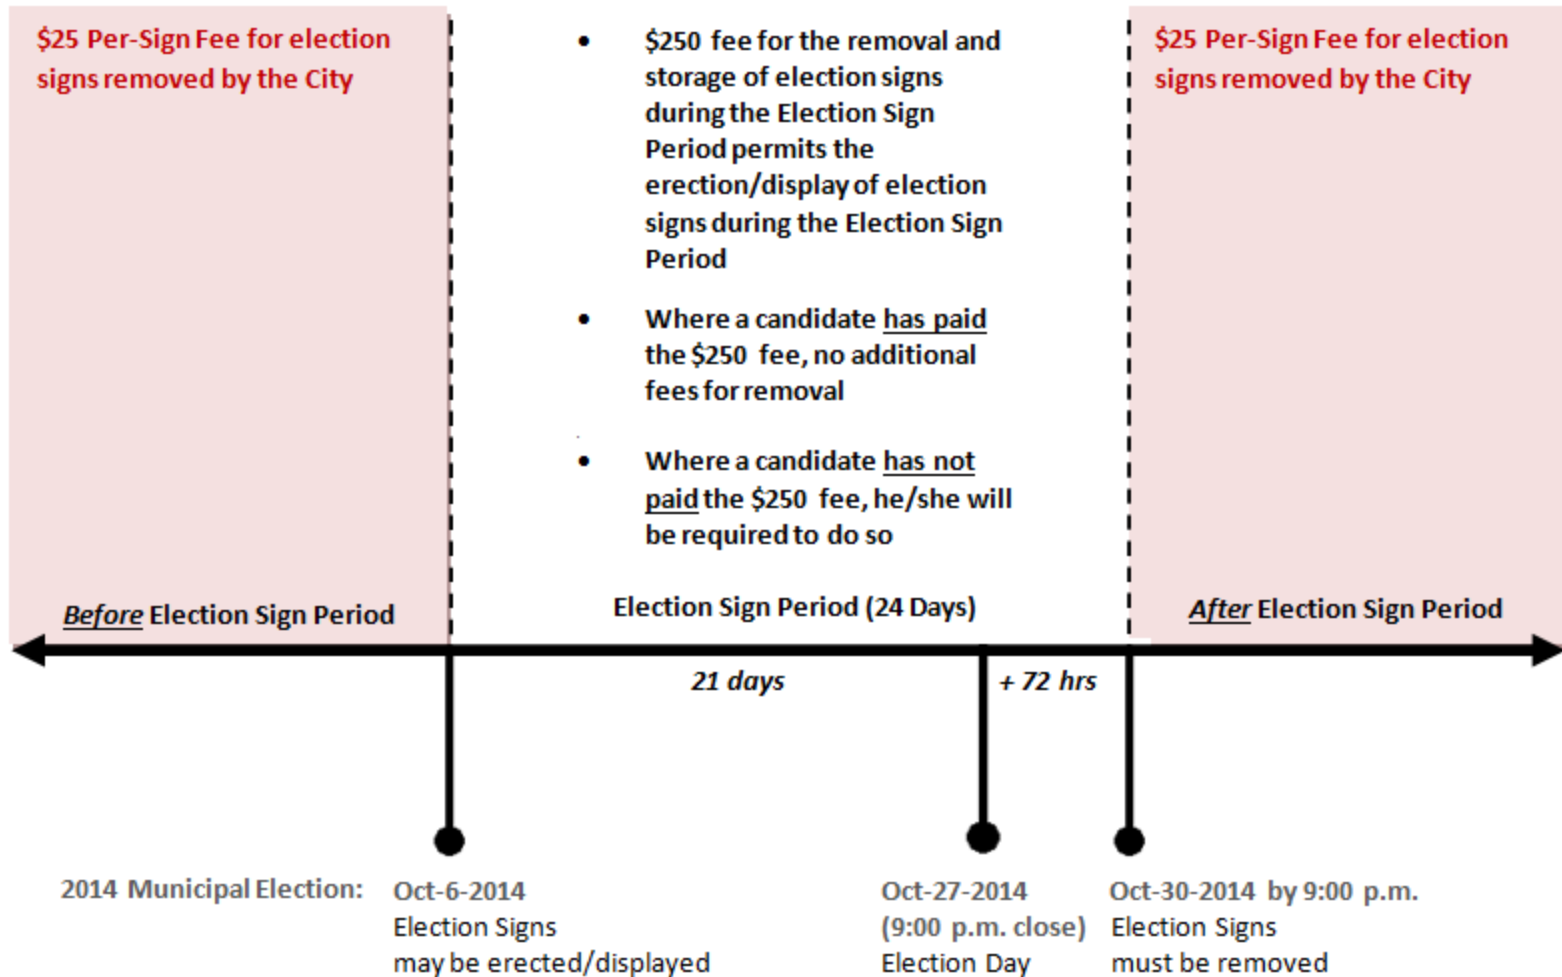 $25 Per-Sign Fee for election
signs removed by the City
• $250 fee for the removal and
storage of election signs
during the Election Sign
Period permits the
erection/display of election
signs during the Election Sign
Period
• Where a candidate has paid
the $250 fee, no additional
fees for removal
• Where a candidate has not
paid the $250 fee, he/she will
be required to do so
$25 Per-Sign Fee for election
signs removed by the City
Before Election Sign Period
Election Sign Period (24 Days)
After Election Sign Period
21 days
+ 72 hrs
2014 Municipal Election:
Oct-6-2014
Election Signs
may be erected/displayed
Oct-27-2014
(9:00 p.m. close)
Election Day
Oct-30-2014 by 9:00 p.m.
Election Signs
must be removed